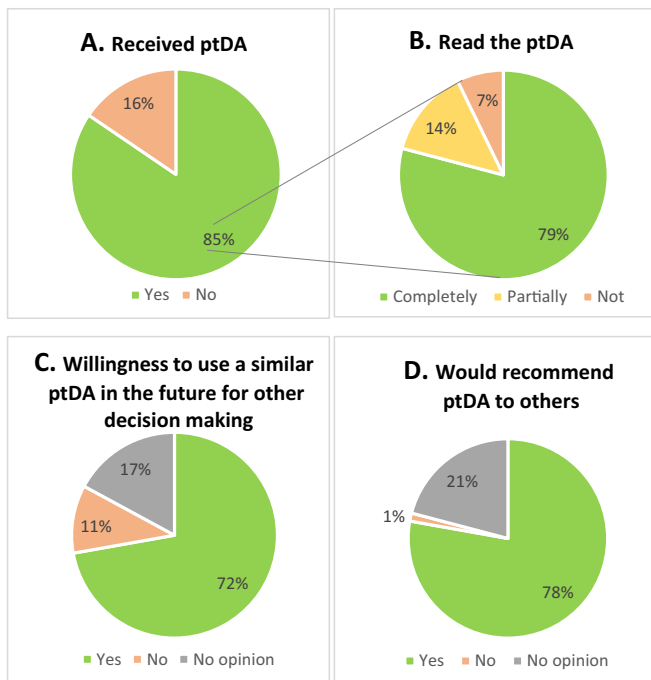 A. Received ptDA
16%
85%
Yes No
B. Read the ptDA
7%
14%
79%
Completely Partially Not
C. Willingness to use a similar
ptDA in the future for other
decision making
17%
11%
72%
Yes No No opinion
D. Would recommend
ptDA to others
21%
1%
78%
Yes No No opinion